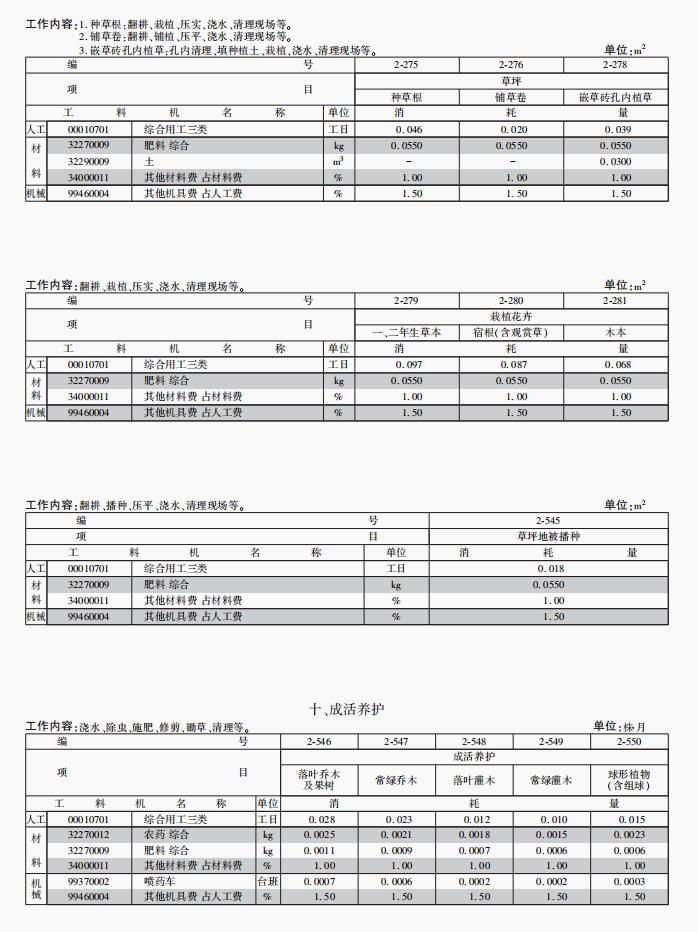 工作内容:1.种草根:翻耕、栽植、压实、浇水、清理现场等。
2.铺草卷:翻耕、铺植、压平、浇水、清理现场等。
3.嵌草砖孔内植草:孔内清理、填种植土、栽植、浇水、清理现场等。 单位:m²
编 号 2-275 2-276 2-278
项 目 草坪
种草根 铺草卷 嵌草砖孔内植草
工 料 机 名 称 单位 消 耗 量
人工 00010701 综合用工三类 工日 0.046 0.020 0.039
材料 32270009 肥料 综合 kg 0.0550 0.0550 0.0550
32290009 土 m³ - - 0.0300
34000011 其他材料费 占材料费 % 1.00 1.00 1.00
机械 99460004 其他机具费 占人工费 % 1.50 1.50 1.50
工作内容:翻耕、栽植、压实、浇水、清理现场等。 单位:m²
编 号 2-279 2-280 2-281
项 目 栽植花卉
一、二年生草本 宿根(含观赏草) 木本
工 料 机 名 称 单位 消 耗 量
人工 00010701 综合用工三类 工日 0.097 0.087 0.068
材料 32270009 肥料 综合 kg 0.0550 0.0550 0.0550
34000011 其他材料费 占材料费 % 1.00 1.00 1.00
机械 99460004 其他机具费 占人工费 % 1.50 1.50 1.50
工作内容:翻耕、播种、压平、浇水、清理现场等。 单位:m²
编 号 2-545
项 目 草坪地被播种
工 料 机 名 称 单位 消 耗 量
人工 00010701 综合用工三类 工日 0.018
材料 32270009 肥料 综合 kg 0.0550
34000011 其他材料费 占材料费 % 1.00
机械 99460004 其他机具费 占人工费 % 1.50
十、成活养护
工作内容:浇水、除虫、施肥、修剪、锄草、清理等。 单位:株·月
编 号 2-546 2-547 2-548 2-549 2-550
项 目 成活养护
落叶乔木及果树 常绿乔木 落叶灌木 常绿灌木 球形植物(含组球)
工 料 机 名 称 单位 消 耗 量
人工 00010701 综合用工三类 工日 0.028 0.023 0.012 0.010 0.015
材料 32270012 农药 综合 kg 0.0025 0.0021 0.0018 0.0015 0.0023
32270009 肥料 综合 kg 0.0011 0.0009 0.0007 0.0006 0.0006
34000011 其他材料费 占材料费 % 1.00 1.00 1.00 1.00 1.00
机械 99370002 喷药车 台班 0.0007 0.0006 0.0002 0.0002 0.0003
99460004 其他机具费 占人工费 % 1.50 1.50 1.50 1.50 1.50